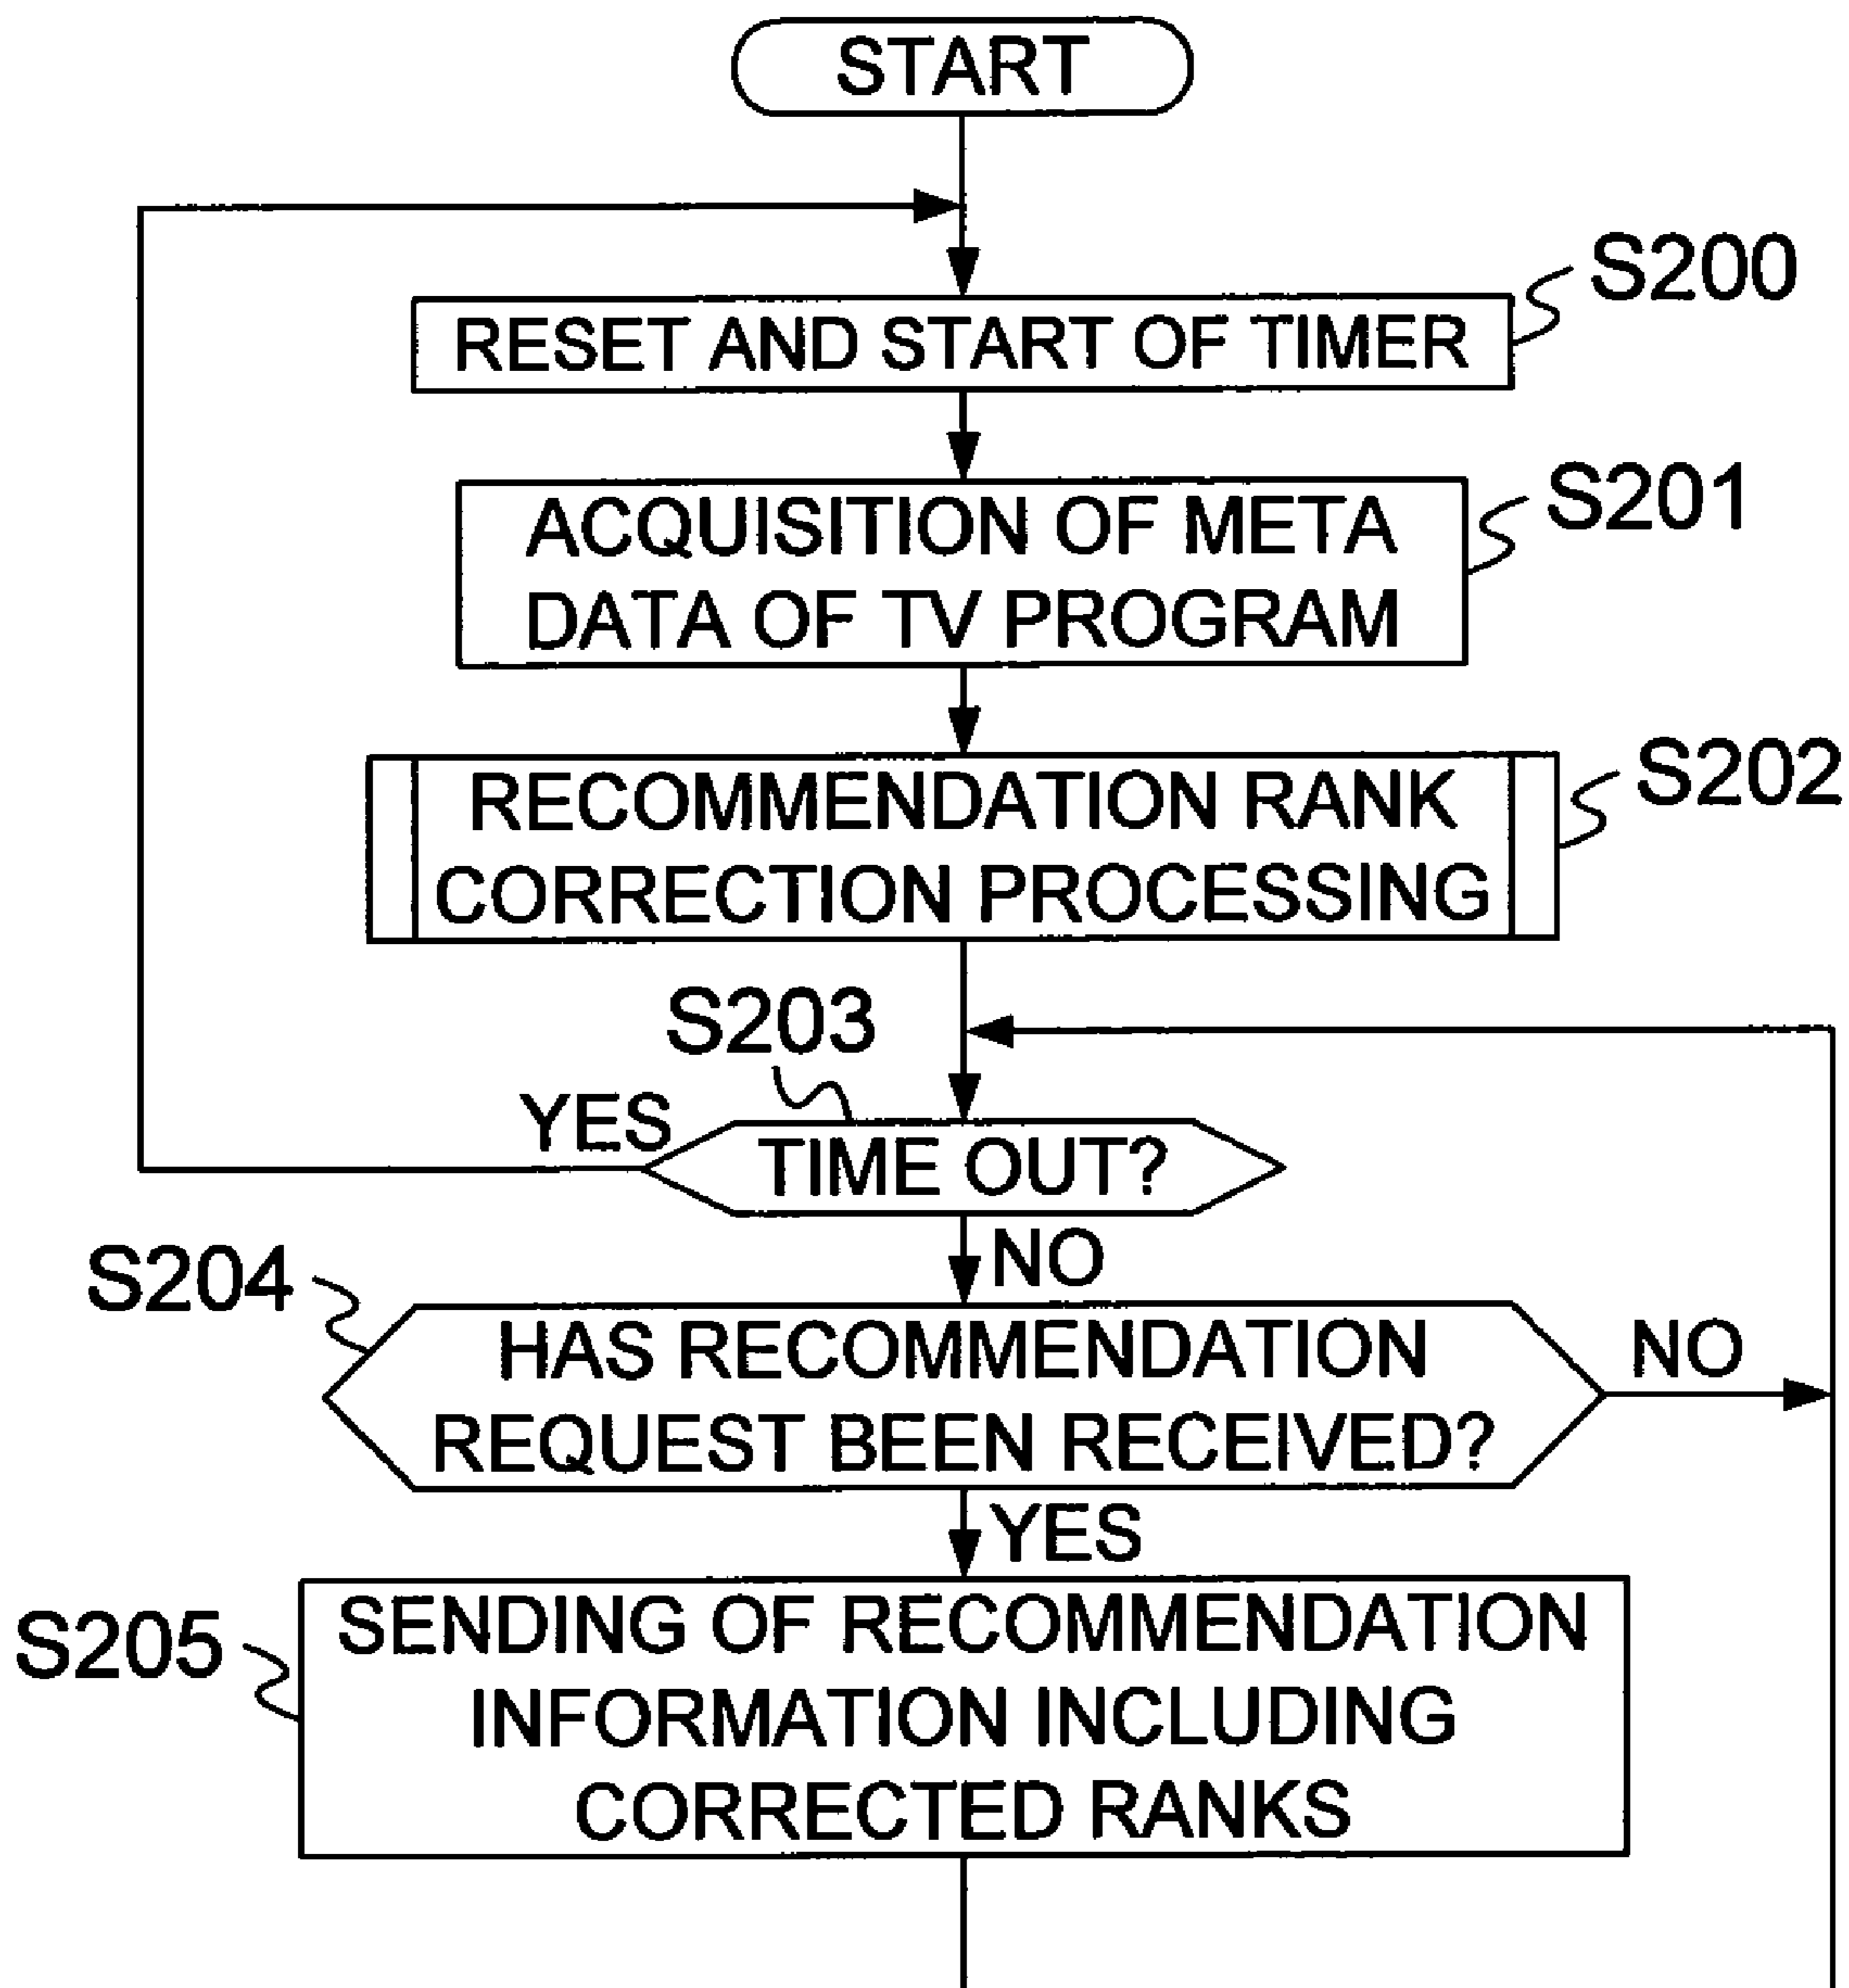 START
S200
RESET AND START OF TIMER
S201
ACQUISITION OF META
DATA OF TV PROGRAM
S202
RECOMMENDATION RANK
CORRECTION PROCESSING
S203
YES
TIME OUT?
NO
S204
HAS RECOMMENDATION
REQUEST BEEN RECEIVED?
NO
YES
S205
SENDING OF RECOMMENDATION
INFORMATION INCLUDING
CORRECTED RANKS